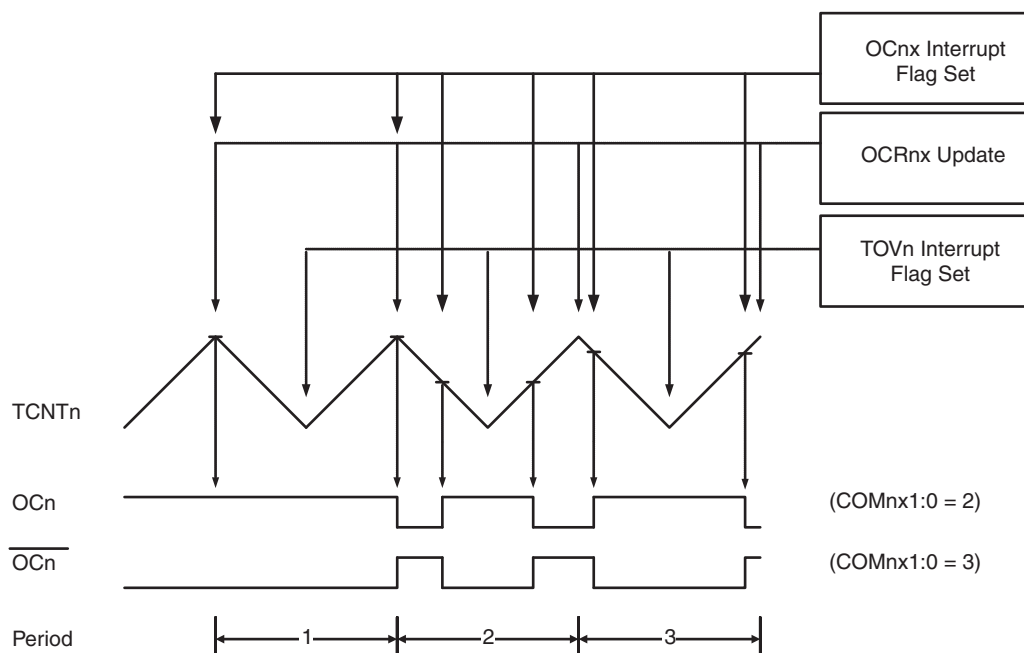 OCnx Interrupt
Flag Set
OCRnx Update
TOVn Interrupt
Flag Set
TCNTn
OCn
(COMnx1:0 = 2)
OCn
(COMnx1:0 = 3)
Period
1
2
3